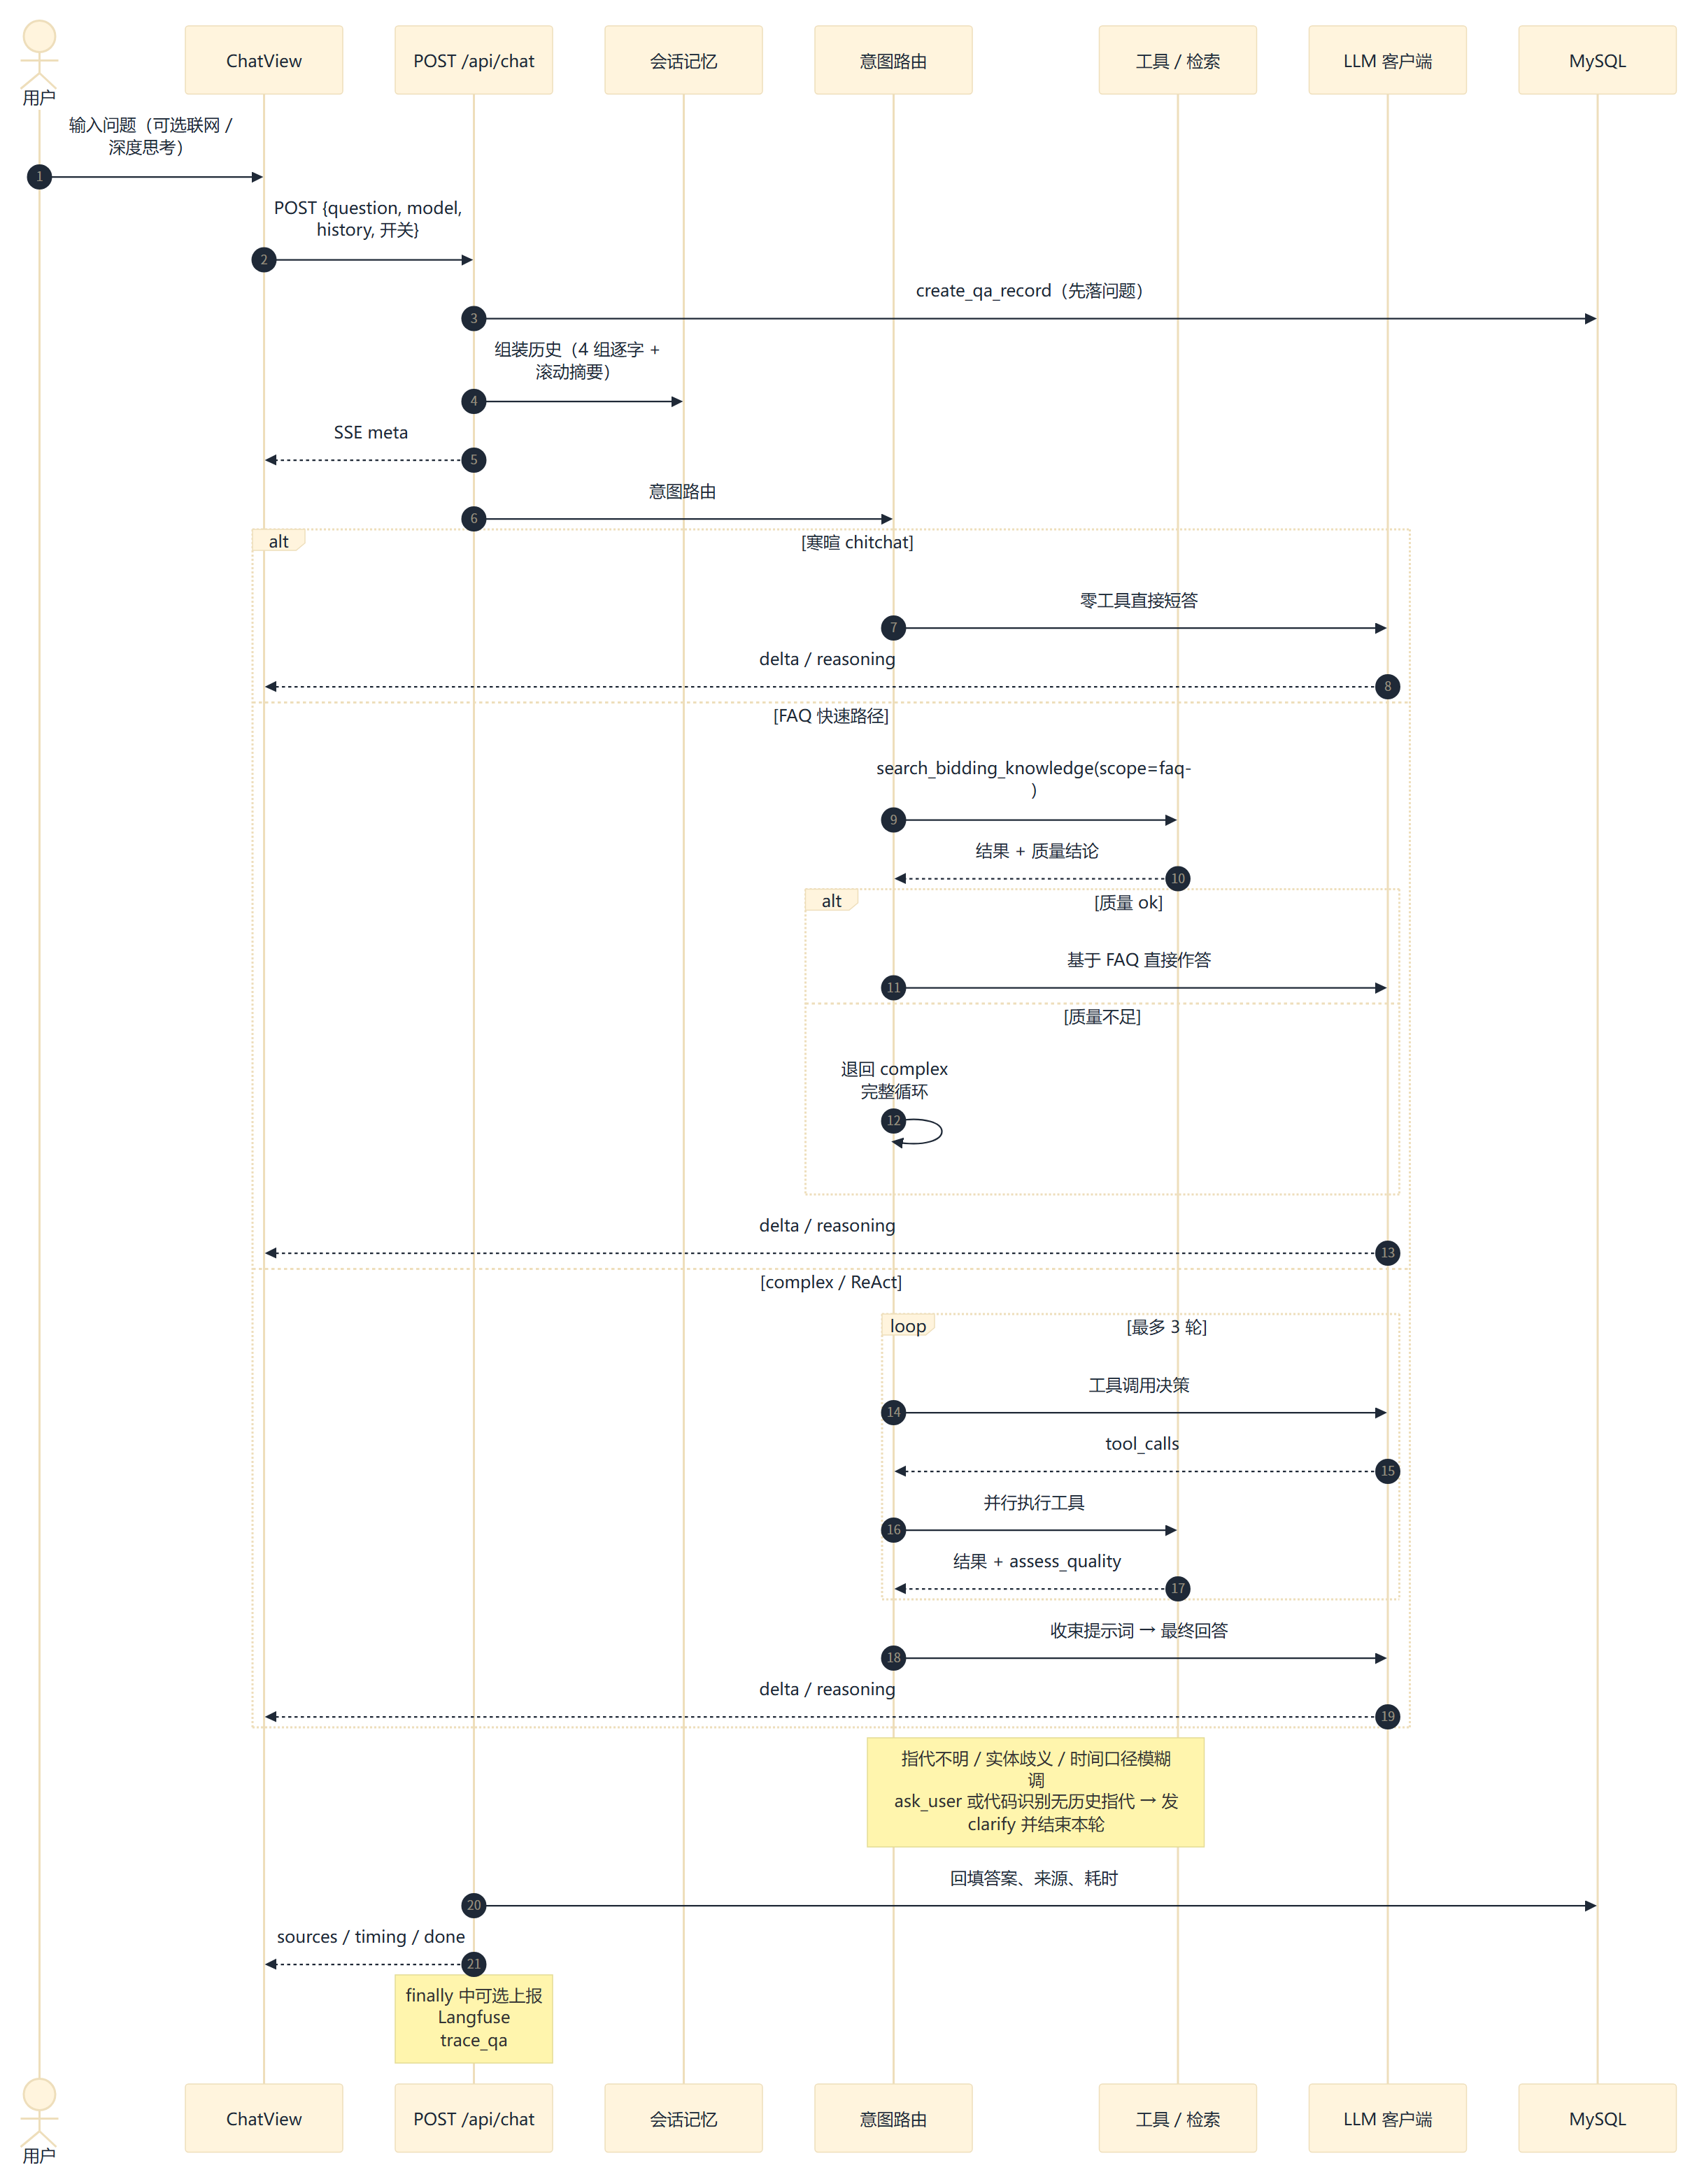 用户
ChatView
POST /api/chat
会话记忆
意图路由
工具 / 检索
LLM 客户端
MySQL
输入问题（可选联网 /
深度思考）
1
POST {question, model,
history, 开关}
2
create_qa_record（先落问题）
3
组装历史（4 组逐字 +
滚动摘要）
4
SSE meta
5
意图路由
6
alt
[寒暄 chitchat]
零工具直接短答
7
delta / reasoning
8
[FAQ 快速路径]
search_bidding_knowledge(scope=faq-
)
9
结果 + 质量结论
10
alt
[质量 ok]
基于 FAQ 直接作答
11
[质量不足]
退回 complex
完整循环
12
delta / reasoning
13
[complex / ReAct]
loop
[最多 3 轮]
工具调用决策
14
tool_calls
15
并行执行工具
16
结果 + assess_quality
17
收束提示词 → 最终回答
18
delta / reasoning
19
指代不明 / 实体歧义 / 时间口径模糊
调
ask_user 或代码识别无历史指代 → 发
clarify 并结束本轮
回填答案、来源、耗时
20
sources / timing / done
21
finally 中可选上报
Langfuse
trace_qa
用户
ChatView
POST /api/chat
会话记忆
意图路由
工具 / 检索
LLM 客户端
MySQL